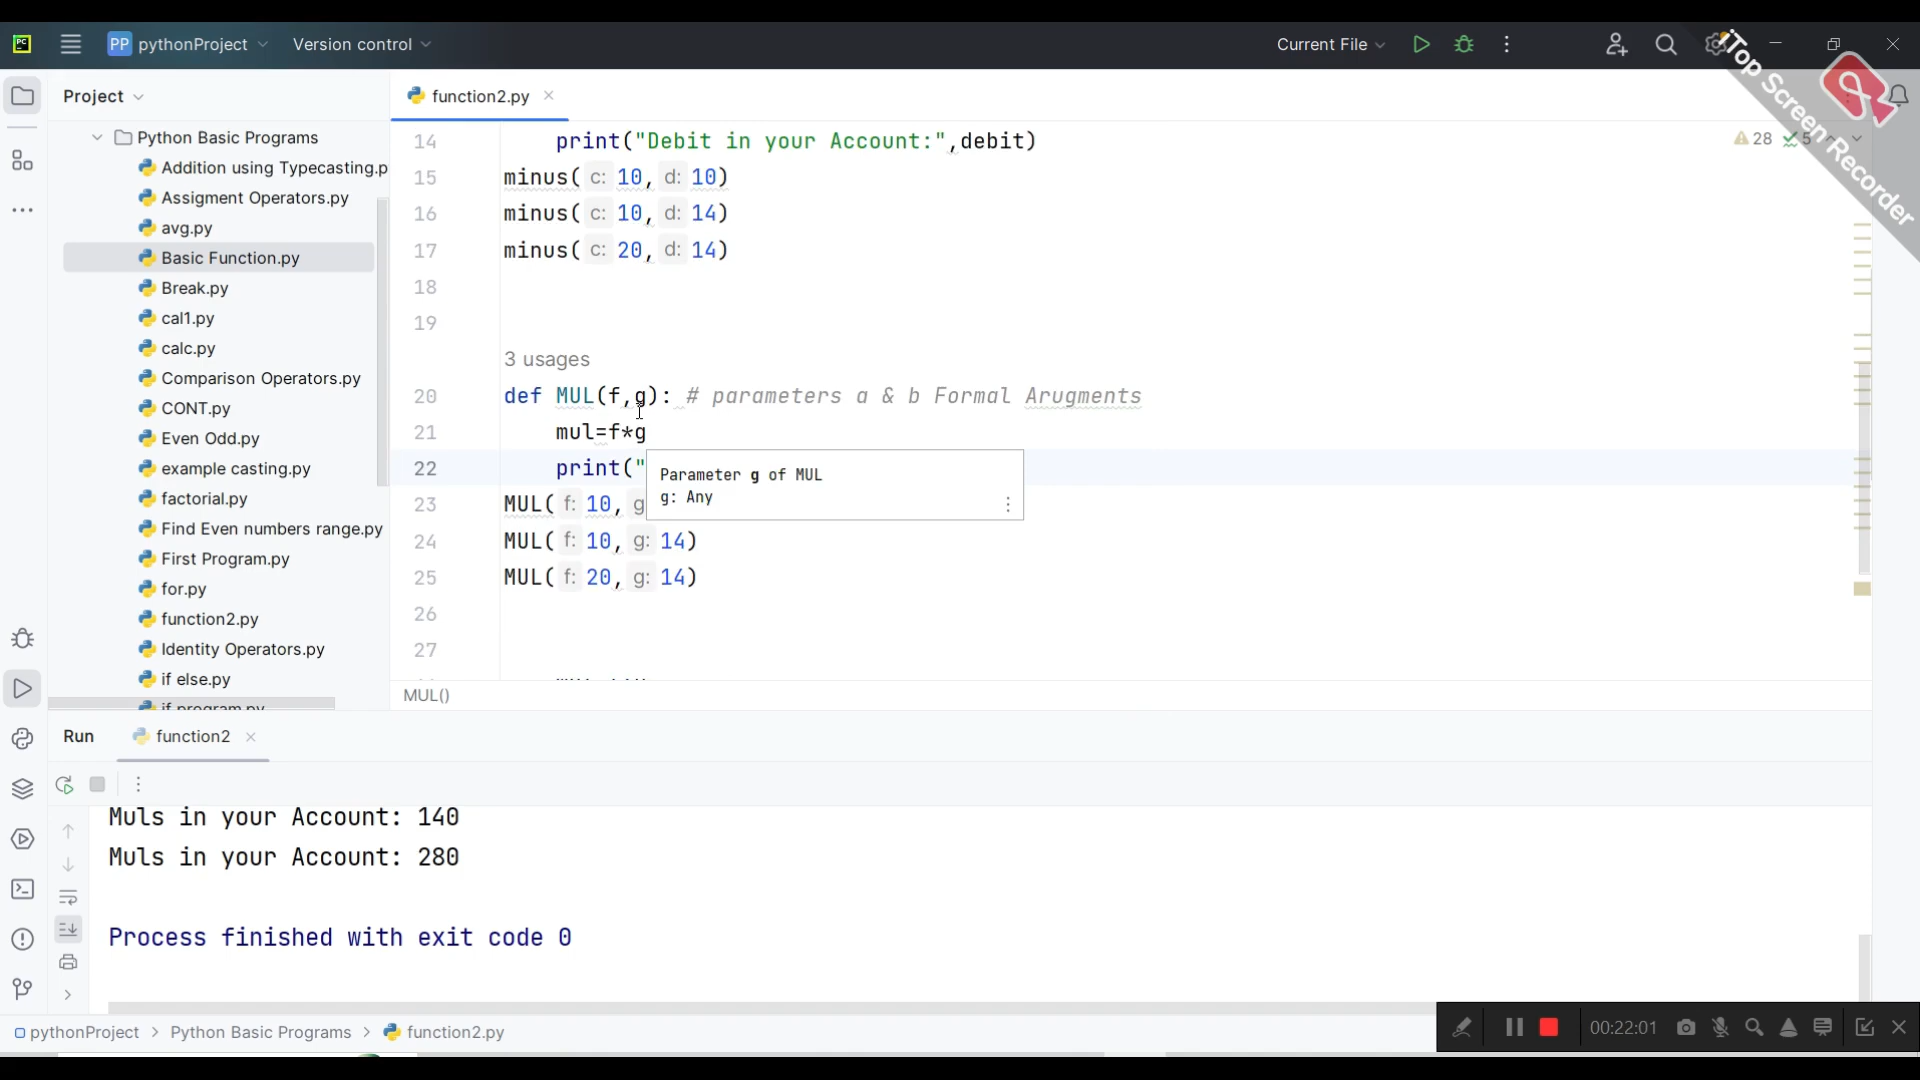 PC
PP pythonProject
Version control
Current File
iTop Screen Recorder
Project
function2.py
Python Basic Programs
Addition using Typecasting.p
Assigment Operators.py
avg.py
Basic Function.py
Break.py
cal1.py
calc.py
Comparison Operators.py
CONT.py
Even Odd.py
example casting.py
factorial.py
Find Even numbers range.py
First Program.py
for.py
function2.py
Identity Operators.py
if else.py
if program.py
28 5
14 print("Debit in your Account:",debit)
15 minus( c: 10, d: 10)
16 minus( c: 10, d: 14)
17 minus( c: 20, d: 14)
18
19
3 usages
20 def MUL(f,g): # parameters a & b Formal Arugments
21 mul=f*g
22 print("
23 MUL( f: 10, g
24 MUL( f: 10, g: 14)
25 MUL( f: 20, g: 14)
26
27
Parameter g of MUL
g: Any
MUL()
Run
function2
Muls in your Account: 140
Muls in your Account: 280
Process finished with exit code 0
pythonProject > Python Basic Programs > function2.py
00:22:01